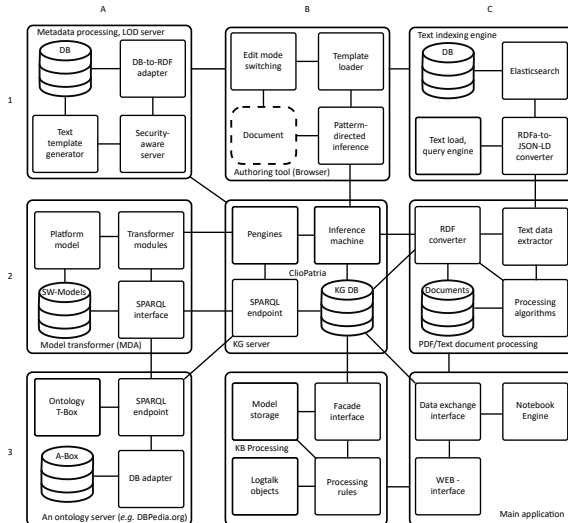 A
B
C
Metadata processing, LOD server
DB
DB-to-RDF
adapter
Text
template
generator
Security-
aware
server
Edit mode
switching
Template
loader
Document
Patterm-
directed
inference
Authoring tool (Browser)
Text indexing engine
DB
Elasticsearch
Text load,
query engine
RDFa-to-
JSON-LD
converter
1
Platform
model
Transformer
modules
SW-Models
SPARQL
interface
Model transformer (MDA)
Pengines
Inference
machine
ClioPatria
SPARQL
endpoint
KG DB
KG server
RDF
converter
Text data
extractor
Documents
Processing
algorithms
PDF/Text document processing
2
Ontology
T-Box
SPARQL
endpoint
A-Box
DB adapter
An ontology server (e.g. DBPedia.org)
Model
storage
Facade
interface
KB Processing
Logtalk
objects
Processing
rules
Data exchange
interface
Notebook
Engine
WEB -
interface
Main application
3